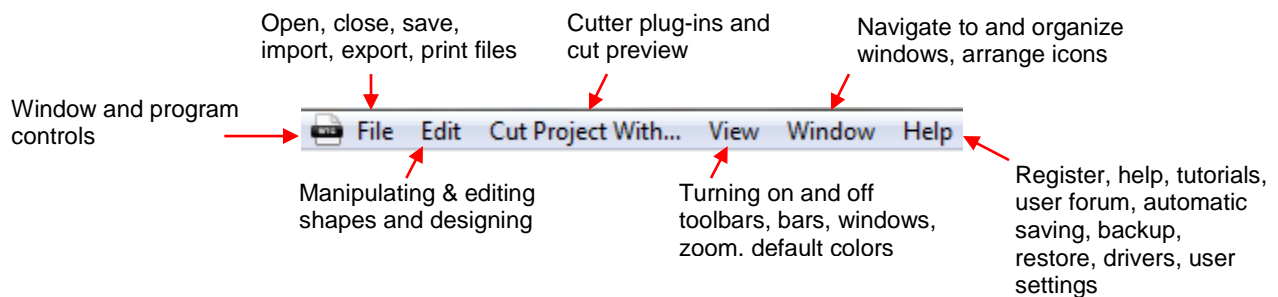 Open, close, save,
import, export, print files
Cutter plug-ins and
cut preview
Navigate to and organize
windows, arrange icons
Window and program
controls
File Edit Cut Project With... View Window Help
Manipulating & editing
shapes and designing
Turning on and off
toolbars, bars, windows,
zoom. default colors
Register, help, tutorials,
user forum, automatic
saving, backup,
restore, drivers, user
settings